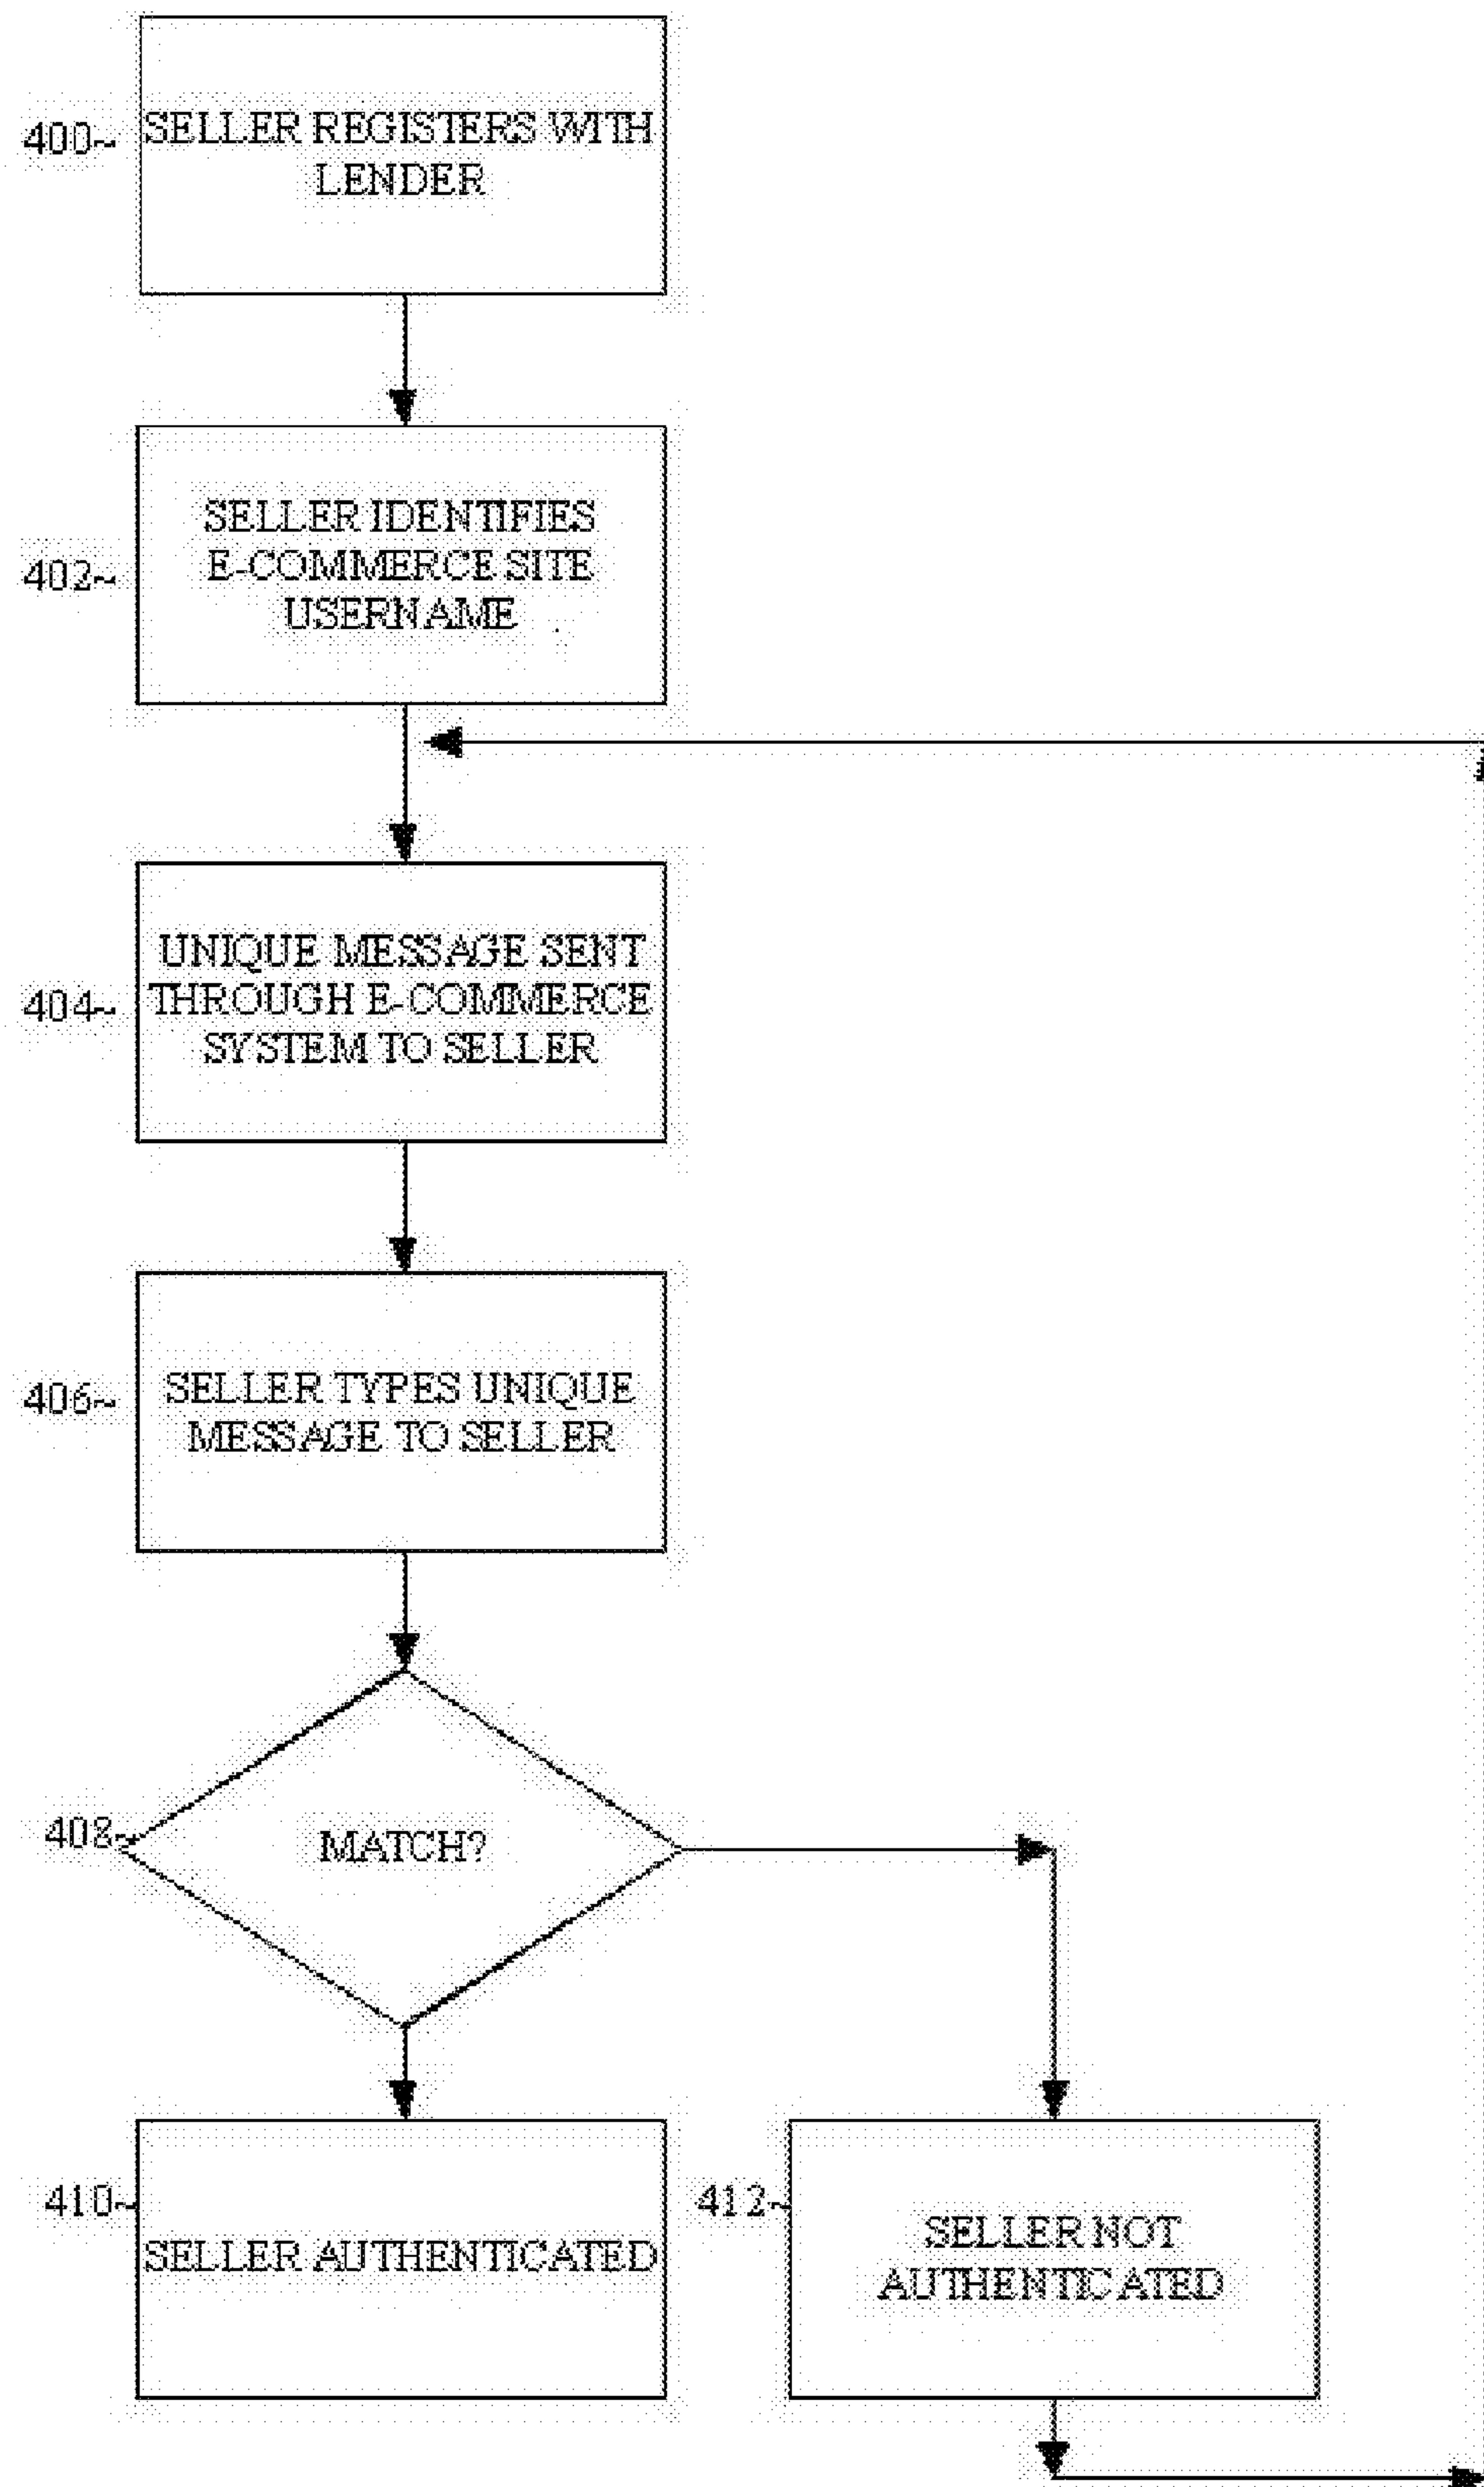 400~
SELLER REGISTERS WITH
LENDER
402~
SELLER IDENTIFIES
E-COMMERCE SITE
USERNAME
404~
UNIQUE MESSAGE SENT
THROUGH E-COMMERCE
SYSTEM TO SELLER
406~
SELLER TYPES UNIQUE
MESSAGE TO SELLER
408~
MATCH?
410~
SELLER AUTHENTICATED
412~
SELLER NOT
AUTHENTICATED